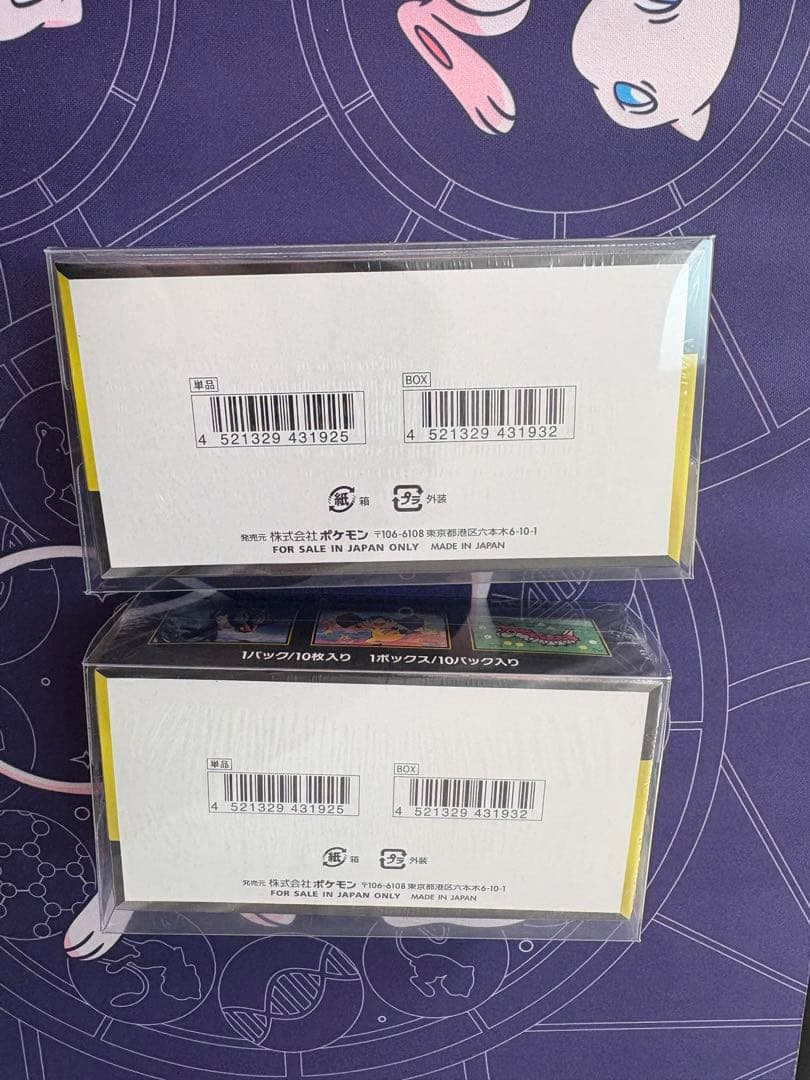 単品
BOX
4 521329 431925
4 521329 431932
紙 箱
プラ 外装
発売元 株式会社ポケモン 〒106-6108 東京都港区六本木6-10-1
FOR SALE IN JAPAN ONLY MADE IN JAPAN
1パック/10枚入り 1ボックス/10パック入り
単品
BOX
4 521329 431925
4 521329 431932
紙 箱
プラ 外装
発売元 株式会社ポケモン 〒106-6108 東京都港区六本木6-10-1
FOR SALE IN JAPAN ONLY MADE IN JAPAN